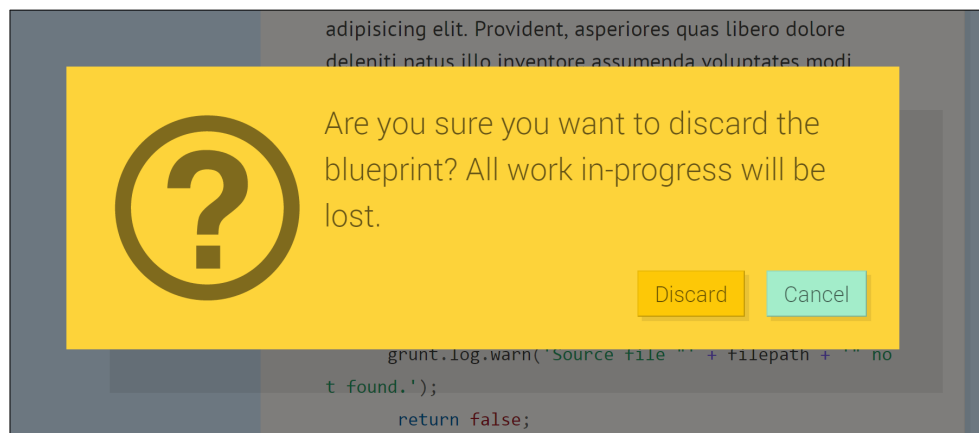 adipisicing elit. Provident, asperiores quas libero dolore
deleniti natus illo inventore assumenda voluptates modi
?
Are you sure you want to discard the
blueprint? All work in-progress will be
lost.
Discard
Cancel
grunt.log.warn('Source file "' + filepath + '" no
t found.');
return false;